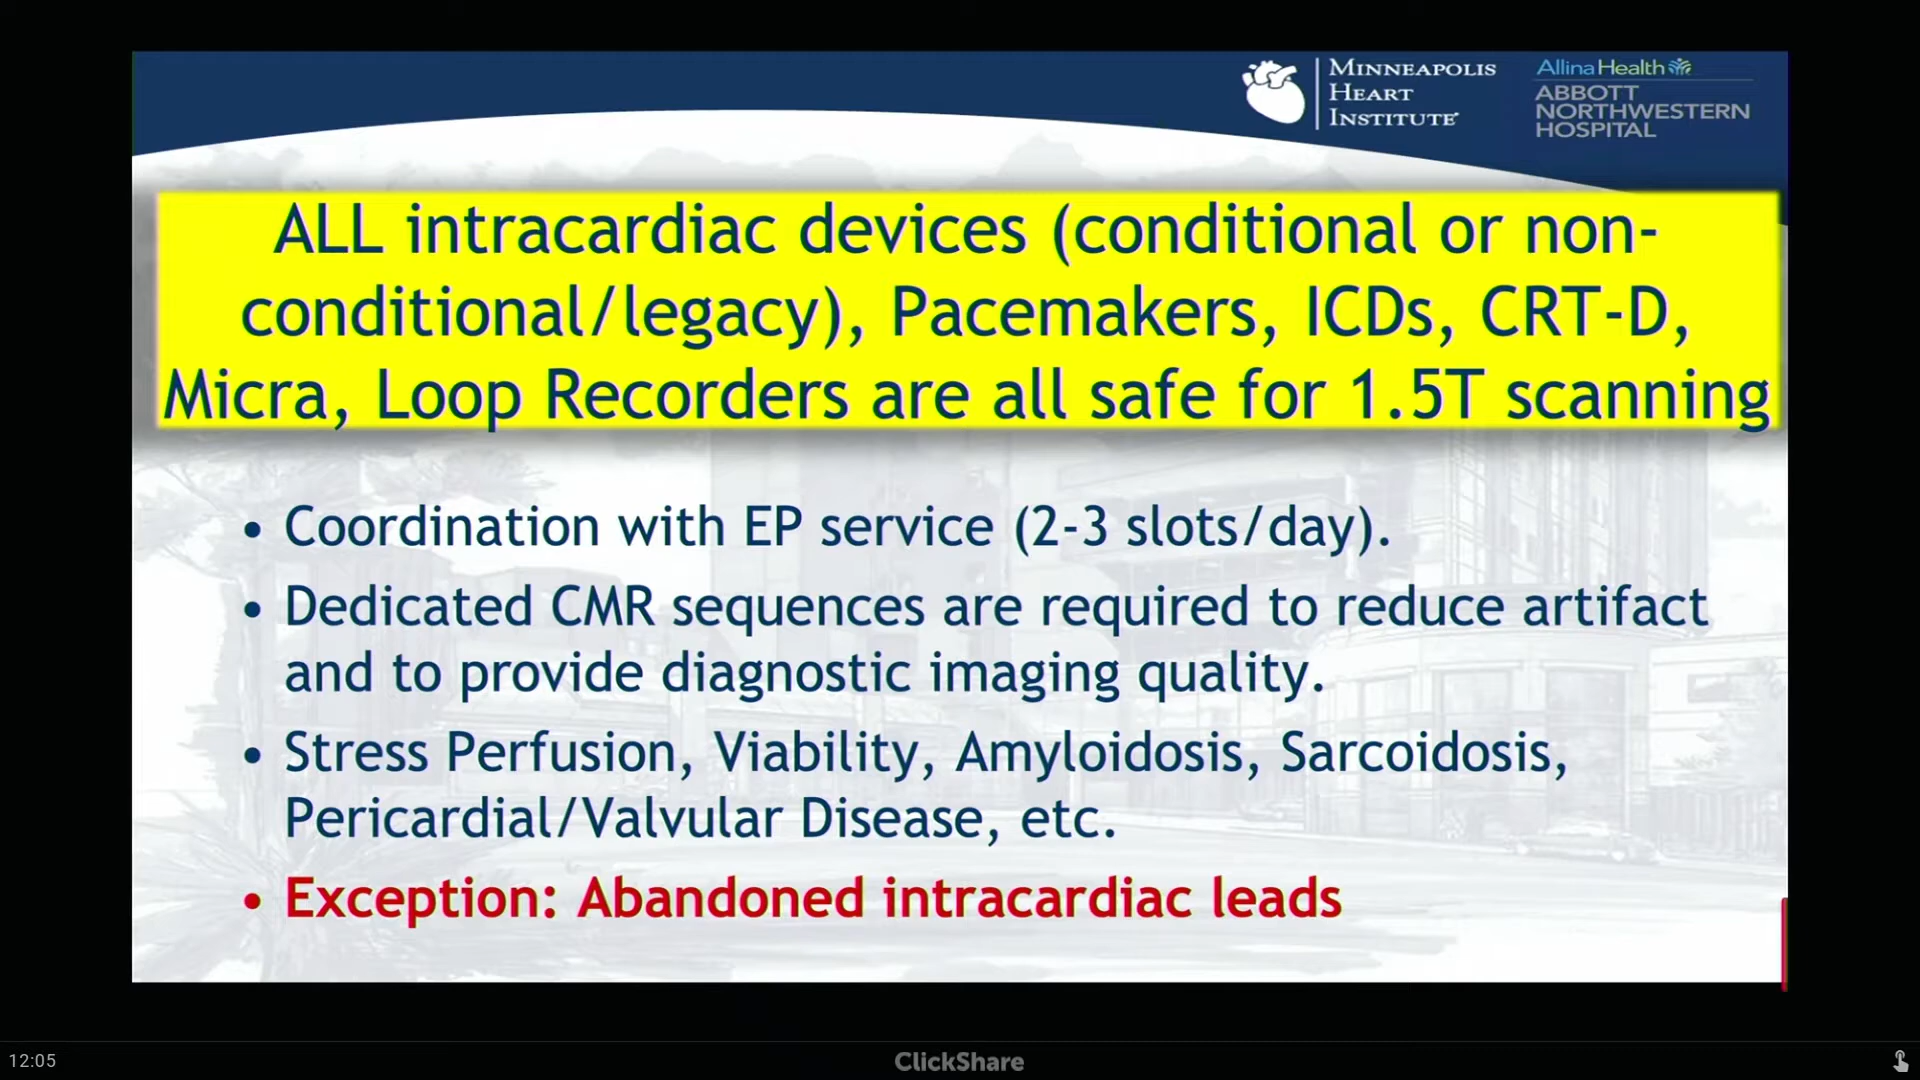 MINNEAPOLIS
HEART
INSTITUTE
Allina Health
ABBOTT
NORTHWESTERN
HOSPITAL
ALL intracardiac devices (conditional or non-
conditional/legacy), Pacemakers, ICDs, CRT-D,
Micra, Loop Recorders are all safe for 1.5T scanning
• Coordination with EP service (2-3 slots/day).
• Dedicated CMR sequences are required to reduce artifact
and to provide diagnostic imaging quality.
• Stress Perfusion, Viability, Amyloidosis, Sarcoidosis,
Pericardial/Valvular Disease, etc.
• Exception: Abandoned intracardiac leads
12:05
ClickShare